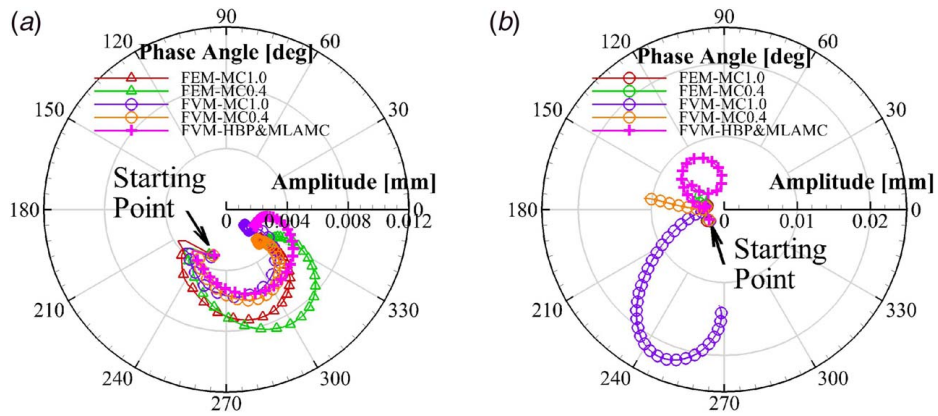 (a)
90
120
60
Phase Angle [deg]
FEM-MC1.0
FEM-MC0.4
FVM-MC1.0
FVM-MC0.4
FVM-HBP&MLAMC
150
30
Starting
Point
Amplitude [mm]
180
0 0.004 0.008 0.012
0
210
330
240
300
270
(b)
90
120
60
Phase Angle [deg]
FEM-MC1.0
FEM-MC0.4
FVM-MC1.0
FVM-MC0.4
FVM-HBP&MLAMC
150
30
Amplitude [mm]
180
0 0.01 0.02
0
Starting
Point
210
330
240
300
270